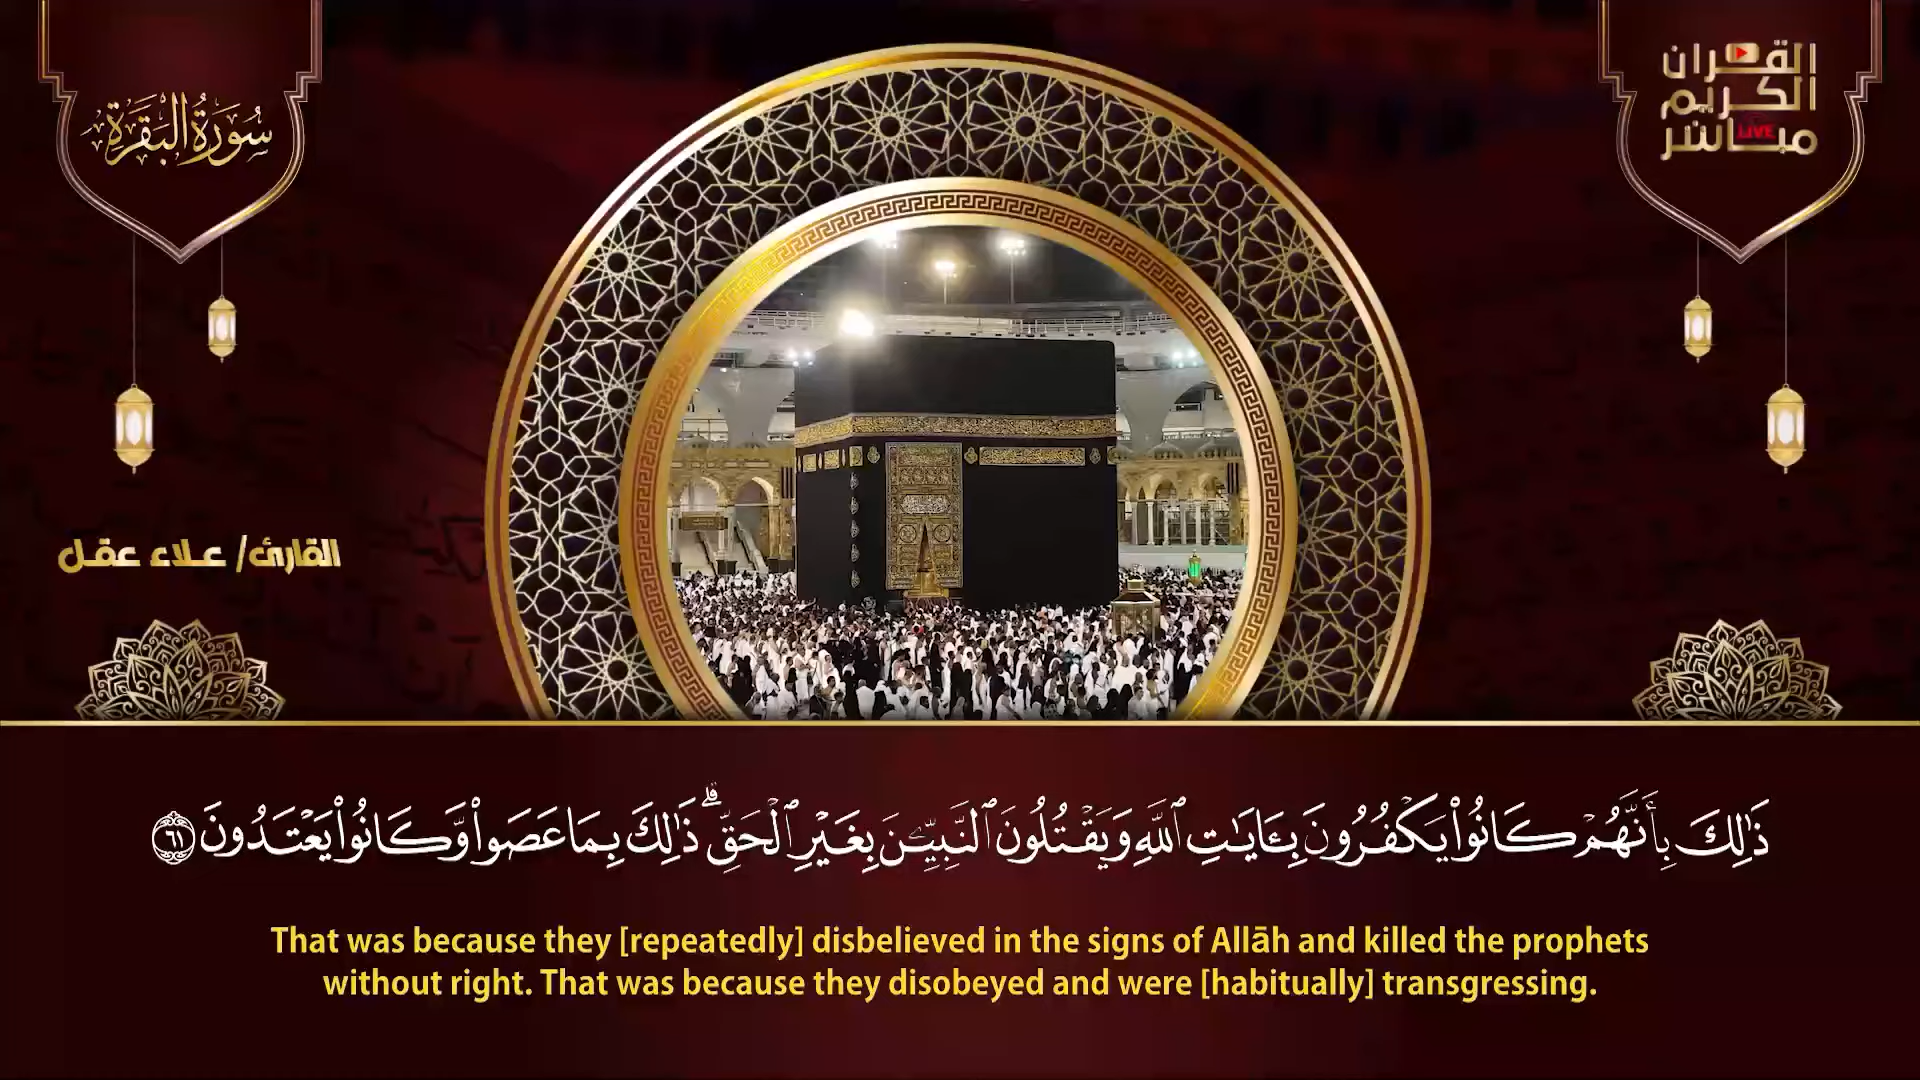 سُورَةُ البَقَرَةِ
القرآن
الكريم
مباشر
LIVE
القارئ/ علاء عقل
ذَٰلِكَ بِأَنَّهُمْ كَانُوا۟ يَكْفُرُونَ بِـَٔايَـٰتِ ٱللَّهِ وَيَقْتُلُونَ ٱلنَّبِيِّـۧنَ بِغَيْرِ ٱلْحَقِّ ۗ ذَٰلِكَ بِمَا عَصَوا۟ وَّكَانُوا۟ يَعْتَدُونَ ٦١
That was because they [repeatedly] disbelieved in the signs of Allāh and killed the prophets
without right. That was because they disobeyed and were [habitually] transgressing.